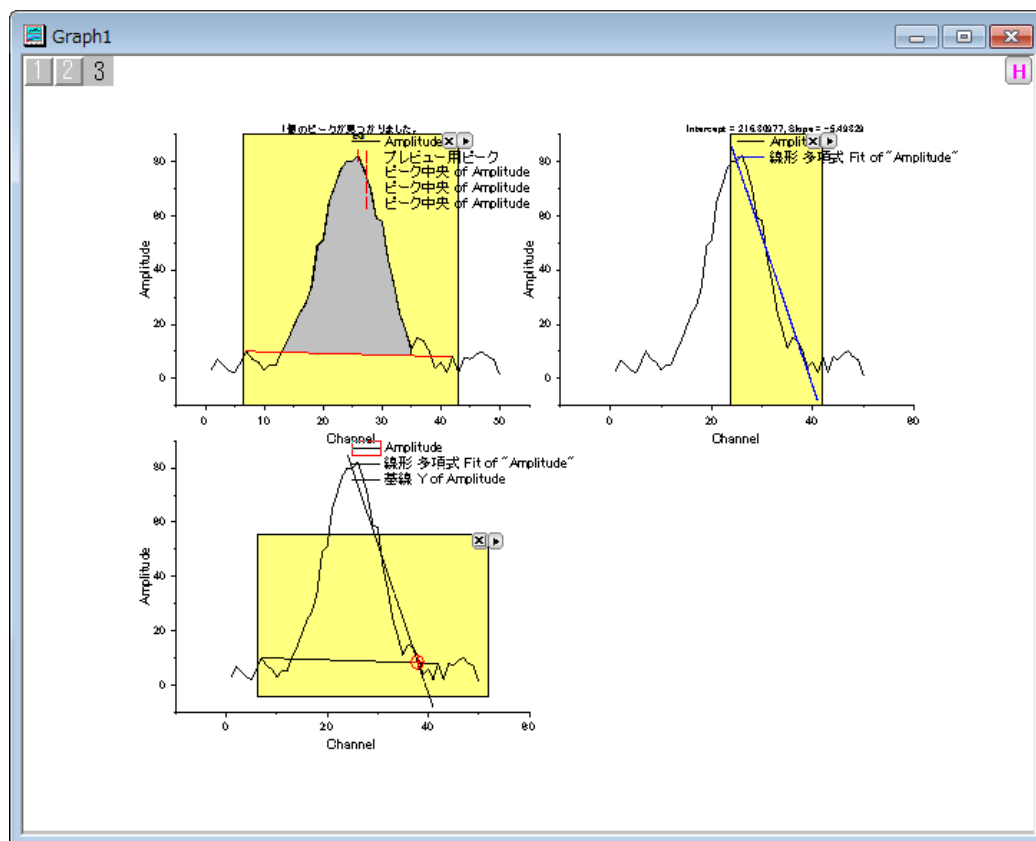 Graph1
1 2 3
H
1個のピークが見つかりました。
26
Amplitude
プレビュー用ピーク
ピーク中央 of Amplitude
ピーク中央 of Amplitude
ピーク中央 of Amplitude
80
60
40
20
0
Amplitude
0 10 20 30 40 50
Channel
Intercept = 216.80977, Slope = -5.49829
Amplitude
線形 多項式 Fit of "Amplitude"
80
60
40
20
0
Amplitude
0 20 40 60
Channel
Amplitude
線形 多項式 Fit of "Amplitude"
基線 Y of Amplitude
80
60
40
20
0
Amplitude
0 20 40 60
Channel